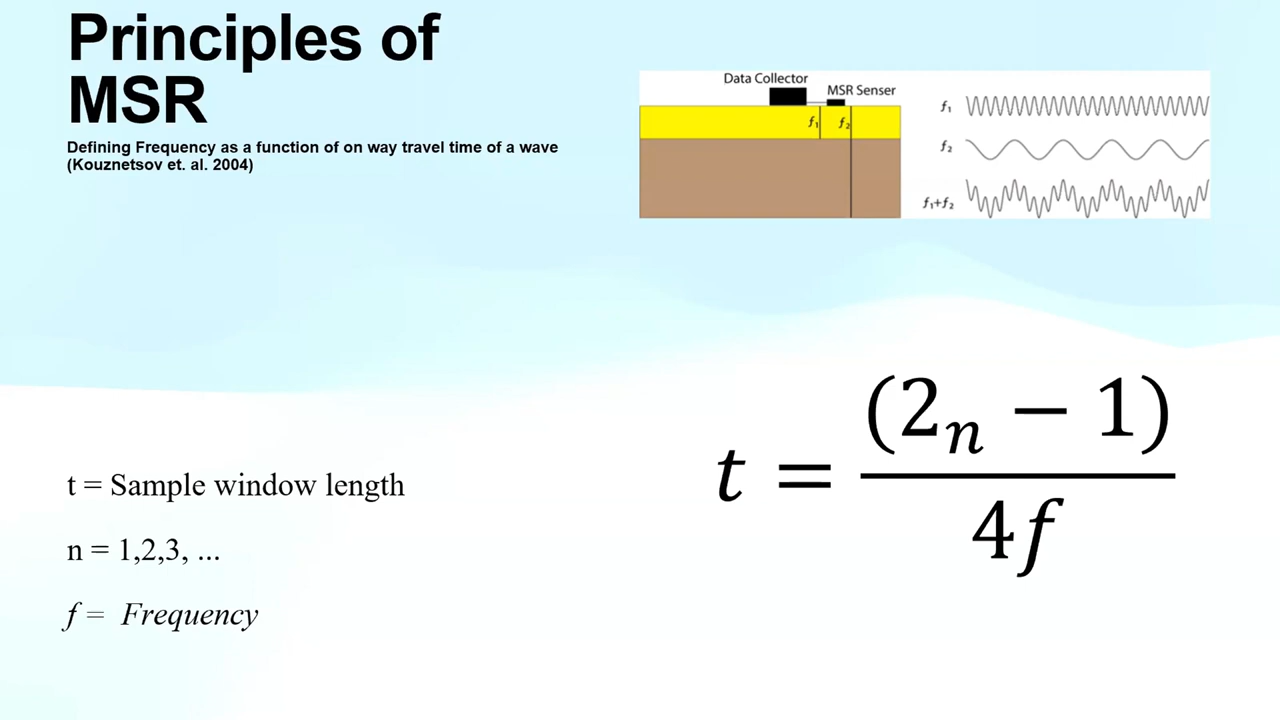 Principles of
MSR
Defining Frequency as a function of on way travel time of a wave
(Kouznetsov et. al. 2004)
Data Collector
MSR Senser
f₁
f₂
f₁
f₂
f₁+f₂
t = Sample window length
n = 1,2,3, ...
f = Frequency
t = (2ₙ − 1) / 4f